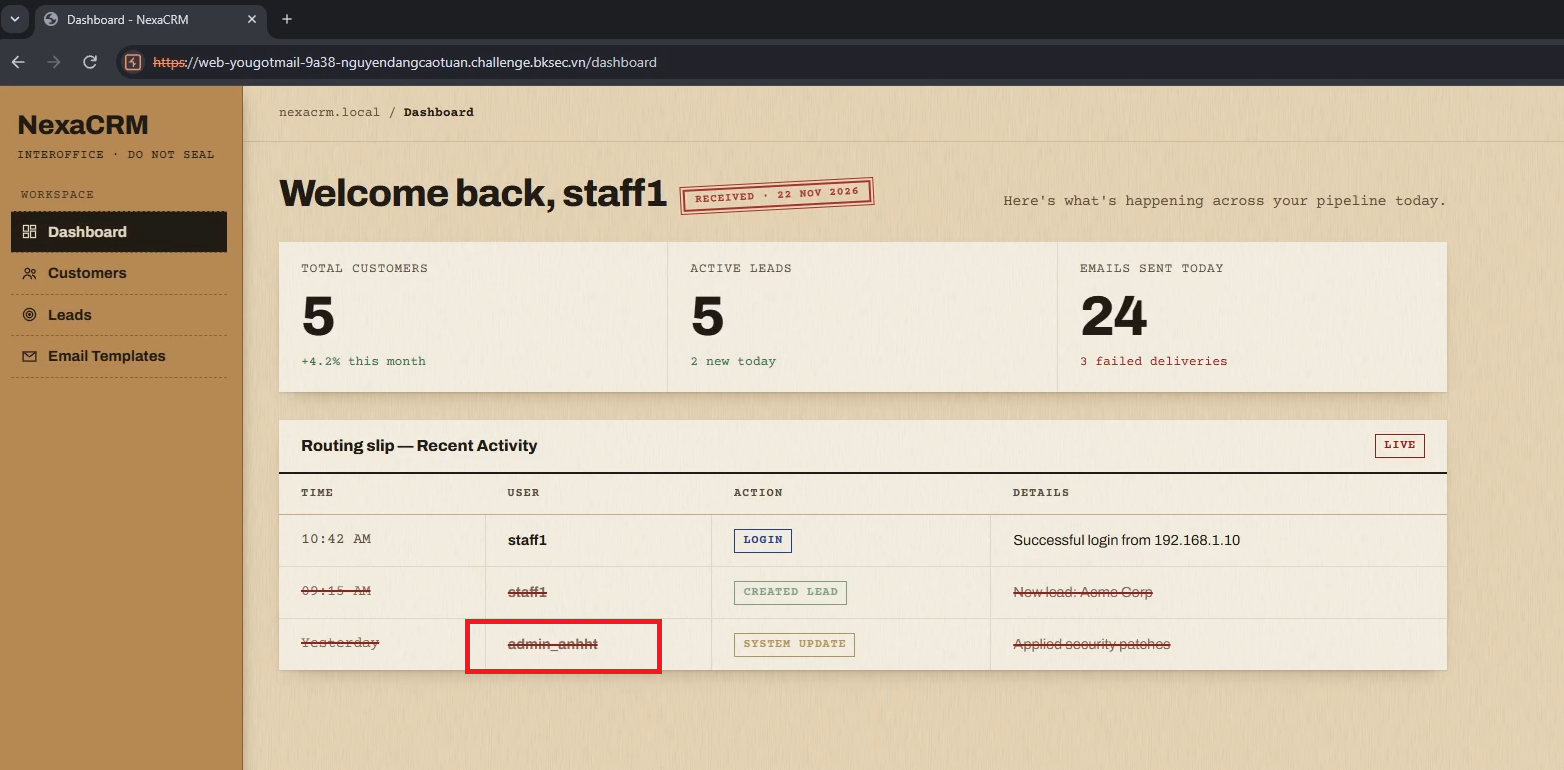 Dashboard - NexaCRM
https://web-yougotmail-9a38-nguyendangcaotuan.challenge.bksec.vn/dashboard
NexaCRM
INTEROFFICE · DO NOT SEAL
WORKSPACE
Dashboard
Customers
Leads
Email Templates
nexacrm.local / Dashboard
Welcome back, staff1
RECEIVED · 22 NOV 2026
Here's what's happening across your pipeline today.
TOTAL CUSTOMERS
5
+4.2% this month
ACTIVE LEADS
5
2 new today
EMAILS SENT TODAY
24
3 failed deliveries
Routing slip — Recent Activity
LIVE
TIME USER ACTION DETAILS
10:42 AM staff1 LOGIN Successful login from 192.168.1.10
09:15 AM staff1 CREATED LEAD New lead: Acme Corp
Yesterday admin_anhht SYSTEM UPDATE Applied security patches